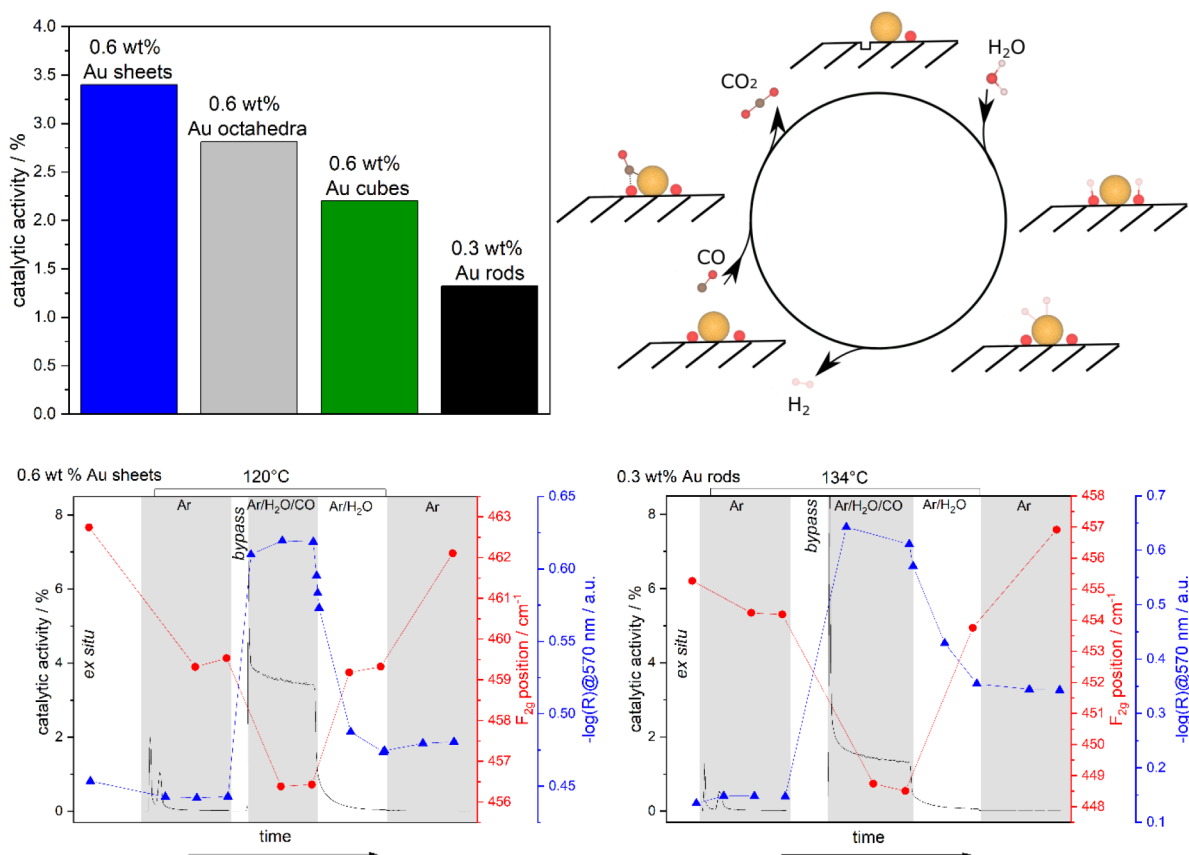 4.0
3.5
3.0
2.5
2.0
1.5
1.0
0.5
0.0
catalytic activity / %
0.6 wt%
Au sheets
0.6 wt%
Au octahedra
0.6 wt%
Au cubes
0.3 wt%
Au rods
H₂O
CO₂
CO
H₂
0.6 wt % Au sheets
120°C
Ar
bypass
Ar/H₂O/CO
Ar/H₂O
Ar
ex situ
8
6
4
2
0
catalytic activity / %
463
462
461
460
459
458
457
456
F₂g position / cm⁻¹
0.65
0.60
0.55
0.50
0.45
-log(R)@570 nm / a.u.
time
0.3 wt% Au rods
134°C
Ar
bypass
Ar/H₂O/CO
Ar/H₂O
Ar
ex situ
8
6
4
2
0
catalytic activity / %
458
457
456
455
454
453
452
451
450
449
448
F₂g position / cm⁻¹
0.7
0.6
0.5
0.4
0.3
0.2
0.1
-log(R)@570 nm / a.u.
time